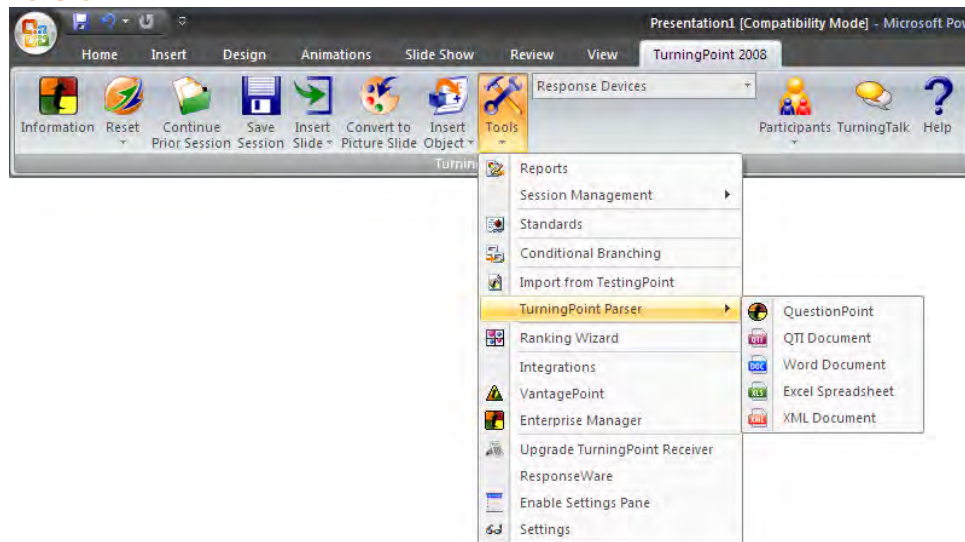 Presentation1 [Compatibility Mode] - Microsoft Pow
Home Insert Design Animations Slide Show Review View TurningPoint 2008
Response Devices
Information Reset Continue Save Insert Convert to Insert Tools Participants TurningTalk Help
Prior Session Session Slide Picture Slide Object
Turnin
Reports
Session Management
Standards
Conditional Branching
Import from TestingPoint
TurningPoint Parser
QuestionPoint
QTI Document
Word Document
Excel Spreadsheet
XML Document
Ranking Wizard
Integrations
VantagePoint
Enterprise Manager
Upgrade TurningPoint Receiver
ResponseWare
Enable Settings Pane
Settings